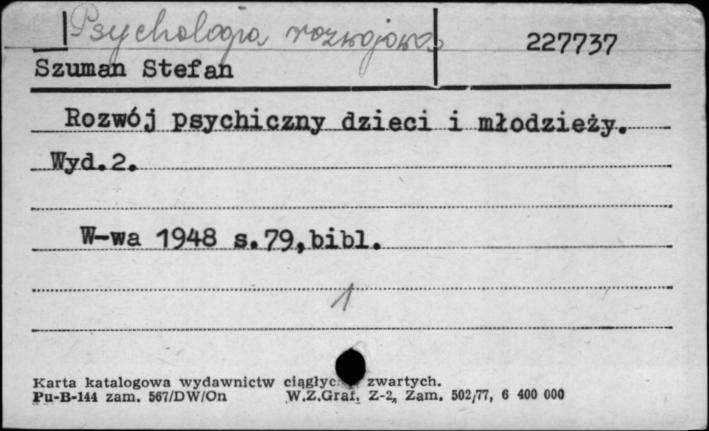 Psychologia rozwojowa
227737
Szuman Stefan
Rozwój psychiczny dzieci i młodzieży.
Wyd.2.
W-wa 1948 s.79,bibl.
1
Karta katalogowa wydawnictw zwartych.
Pu-B-144 zam. 567/DW/On W.Z.Graf. Z-2, Zam. 502/77, 6 400 000